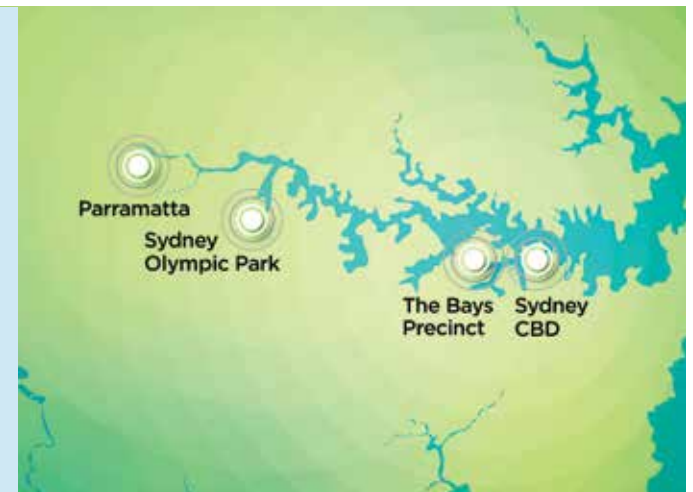 Parramatta
Sydney
Olympic Park
The Bays
Precinct
Sydney
CBD